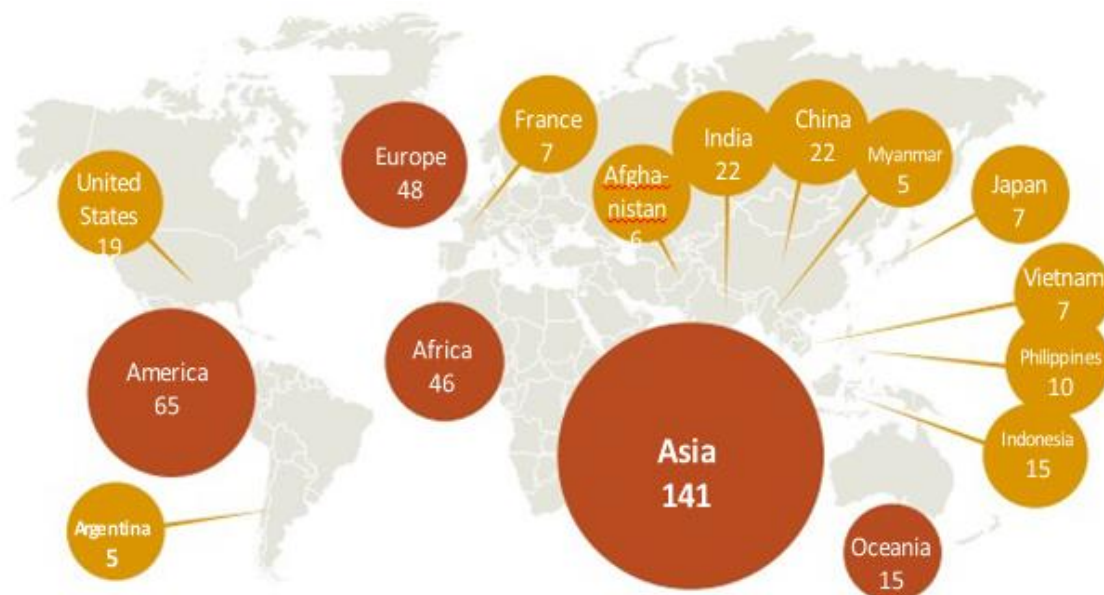 France
7
India
22
China
22
Europe
48
Myanmar
5
Afgha-
nistan
6
United
States
19
Japan
7
Vietnam
7
Africa
46
Philippines
10
America
65
Indonesia
15
Asia
141
Argentina
5
Oceania
15